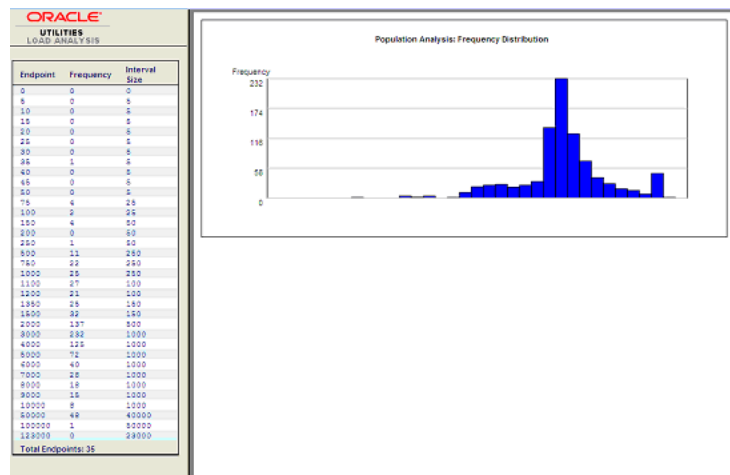 ORACLE
UTILITIES
LOAD ANALYSIS
Endpoint Frequency Interval Size
0 0 0
5 0 5
10 0 5
15 0 5
20 0 5
25 0 5
30 0 5
35 1 5
40 0 5
45 0 5
50 0 5
75 4 25
100 2 25
150 4 50
200 0 50
250 1 50
500 11 250
750 22 250
1000 25 250
1100 27 100
1200 21 100
1350 25 150
1500 32 150
2000 137 500
3000 232 1000
4000 125 1000
5000 72 1000
6000 40 1000
7000 28 1000
8000 18 1000
9000 15 1000
10000 8 1000
50000 48 40000
100000 1 50000
123000 0 23000
Total Endpoints: 35
Population Analysis: Frequency Distribution
Frequency
232
174
116
58
0